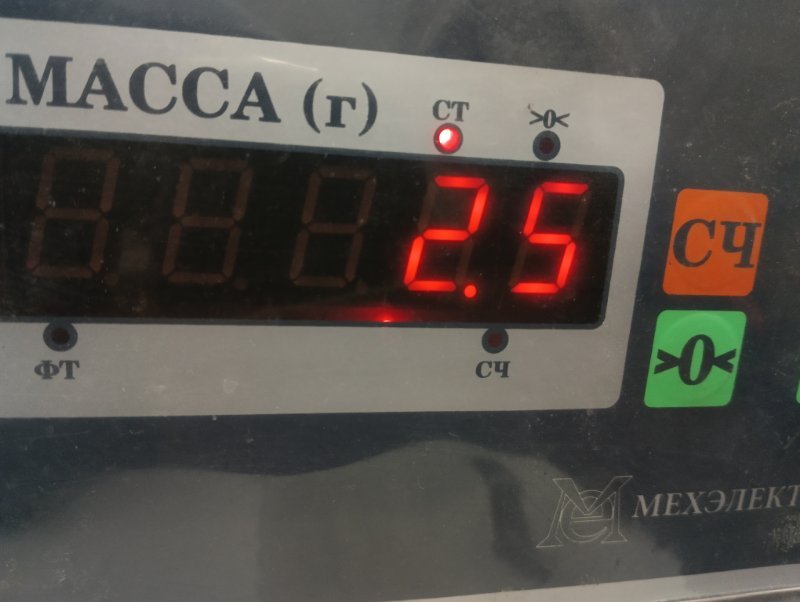 МАССА (г)
СТ >0<
2.5
СЧ
ФТ СЧ
>0<
МЕХЭЛЕКТ